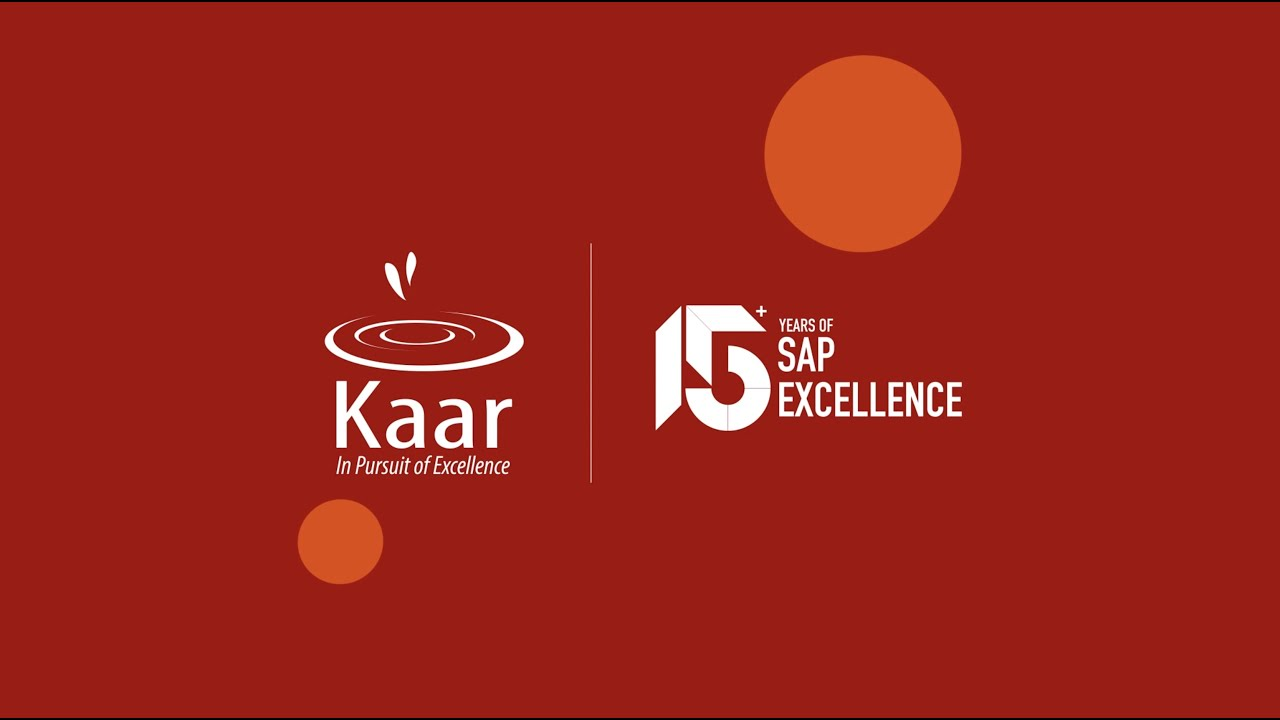 Kaar
In Pursuit of Excellence
15+
YEARS OF
SAP
EXCELLENCE